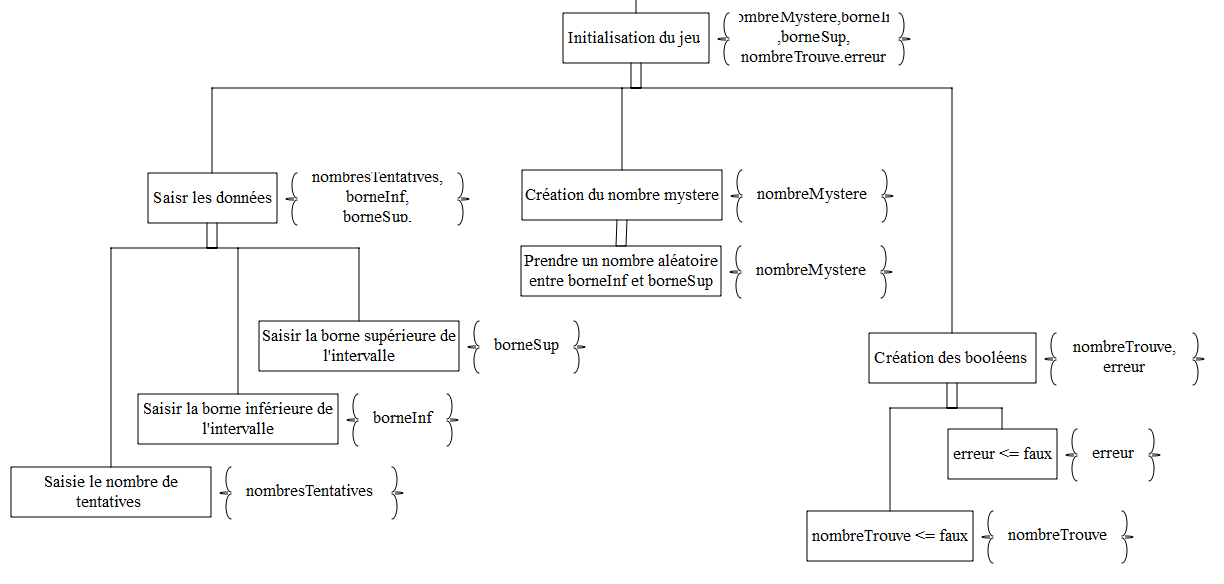 Initialisation du jeu
,borneSup,
nombreTrouve,erreur
Saisr les données
nombresTentatives,
borneInf,
borneSup,
Création du nombre mystere
nombreMystere
Prendre un nombre aléatoire
entre borneInf et borneSup
nombreMystere
Saisir la borne supérieure de
l'intervalle
borneSup
Création des booléens
nombreTrouve,
erreur
Saisir la borne inférieure de
l'intervalle
borneInf
erreur <= faux
erreur
Saisie le nombre de
tentatives
nombresTentatives
nombreTrouve <= faux
nombreTrouve